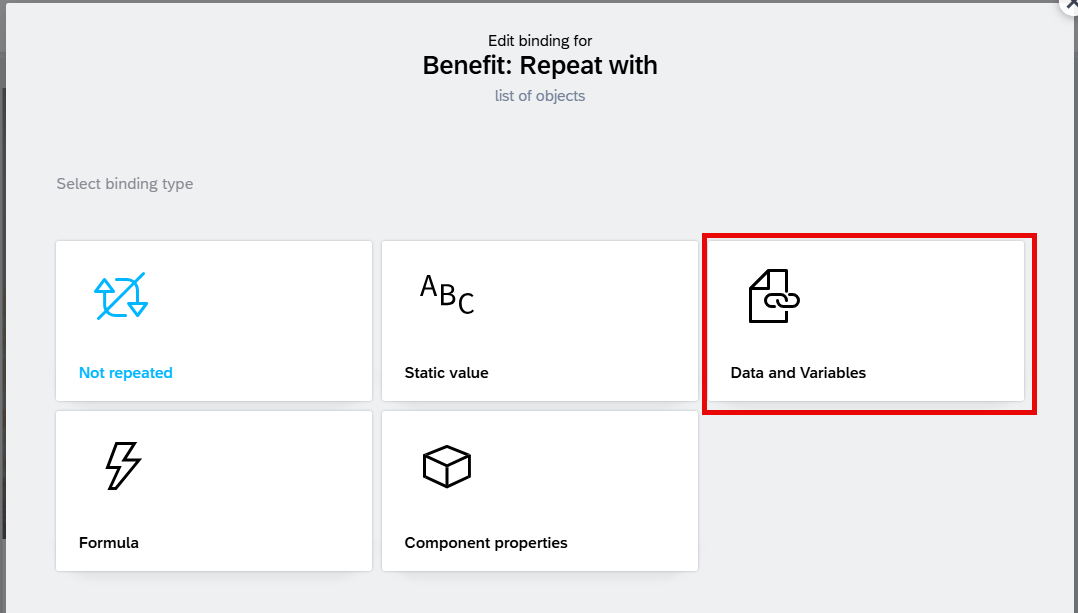 Edit binding for
Benefit: Repeat with
list of objects
Select binding type
Not repeated
ABC
Static value
Data and Variables
Formula
Component properties